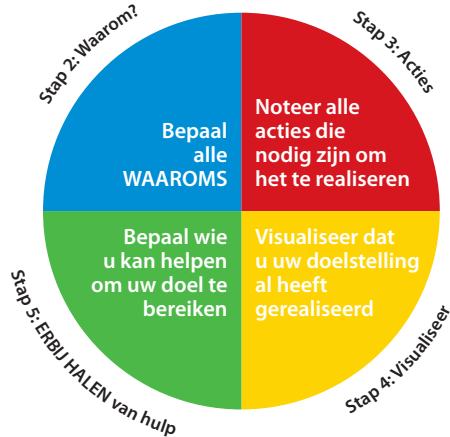 Stap 2: Waarom?
Bepaal
alle
WAAROMS
Stap 3: Acties
Noteer alle
acties die
nodig zijn om
het te realiseren
Visualiseer dat
u uw doelstelling
al heeft
gerealiseerd
Stap 4: Visualiseer
Bepaal wie
u kan helpen
om uw doel te
bereiken
Stap 5: ERBIJ HALEN van hulp